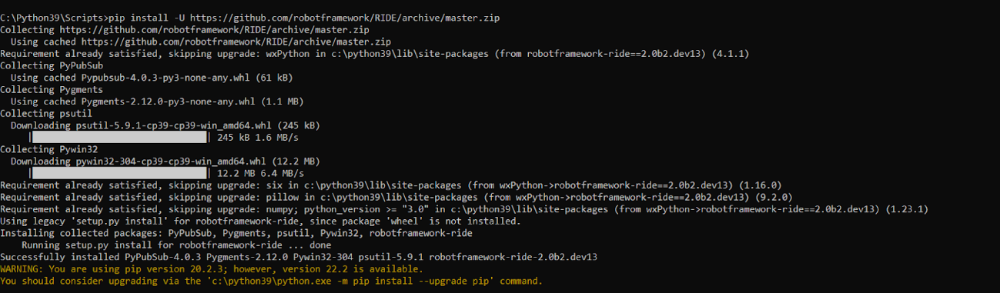 C:\Python39\Scripts>pip install -U https://github.com/robotframework/RIDE/archive/master.zip
Collecting https://github.com/robotframework/RIDE/archive/master.zip
  Using cached https://github.com/robotframework/RIDE/archive/master.zip
Requirement already satisfied, skipping upgrade: wxPython in c:\python39\lib\site-packages (from robotframework-ride==2.0b2.dev13) (4.1.1)
Collecting PyPubSub
  Using cached Pypubsub-4.0.3-py3-none-any.whl (61 kB)
Collecting Pygments
  Using cached Pygments-2.12.0-py3-none-any.whl (1.1 MB)
Collecting psutil
  Downloading psutil-5.9.1-cp39-cp39-win_amd64.whl (245 kB)
     |████████████████████████████████| 245 kB 1.6 MB/s
Collecting Pywin32
  Downloading pywin32-304-cp39-cp39-win_amd64.whl (12.2 MB)
     |████████████████████████████████| 12.2 MB 6.4 MB/s
Requirement already satisfied, skipping upgrade: six in c:\python39\lib\site-packages (from wxPython->robotframework-ride==2.0b2.dev13) (1.16.0)
Requirement already satisfied, skipping upgrade: pillow in c:\python39\lib\site-packages (from wxPython->robotframework-ride==2.0b2.dev13) (9.2.0)
Requirement already satisfied, skipping upgrade: numpy; python_version >= "3.0" in c:\python39\lib\site-packages (from wxPython->robotframework-ride==2.0b2.dev13) (1.23.1)
Using legacy 'setup.py install' for robotframework-ride, since package 'wheel' is not installed.
Installing collected packages: PyPubSub, Pygments, psutil, Pywin32, robotframework-ride
    Running setup.py install for robotframework-ride ... done
Successfully installed PyPubSub-4.0.3 Pygments-2.12.0 Pywin32-304 psutil-5.9.1 robotframework-ride-2.0b2.dev13
WARNING: You are using pip version 20.2.3; however, version 22.2 is available.
You should consider upgrading via the 'c:\python39\python.exe -m pip install --upgrade pip' command.